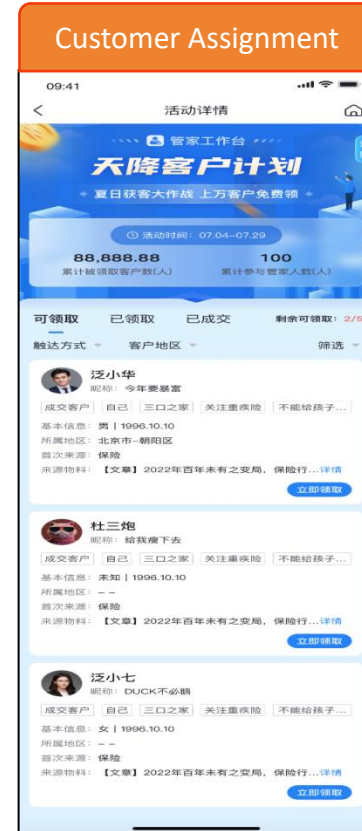 Customer Assignment
09:41
活动详情
管家工作台
天降客户计划
夏日获客大作战 上万客户免费领
活动时间：07.04-07.29
88,888.88 100
累计被领取客户数(人) 累计参与管家人数(人)
可领取 已领取 已成交 剩余可领取：2/5
触达方式 客户地区 筛选
泛小华
昵称：今年要暴富
成交客户 自己 三口之家 关注重疾险 不能给孩子...
基本信息：男 | 1996.10.10
所属地区：北京市-朝阳区
首次来源：保险
来源物料：【文章】2022年百年未有之变局，保险行...详情
立即领取
杜三炮
昵称：给我瘦下去
成交客户 自己 三口之家 关注重疾险 不能给孩子...
基本信息：未知 | 1996.10.10
所属地区：- -
首次来源：保险
来源物料：【文章】2022年百年未有之变局，保险行...详情
立即领取
泛小七
昵称：DUCK不必鹅
成交客户 自己 三口之家 关注重疾险 不能给孩子...
基本信息：女 | 1996.10.10
所属地区：- -
首次来源：保险
来源物料：【文章】2022年百年未有之变局，保险行...详情
立即领取